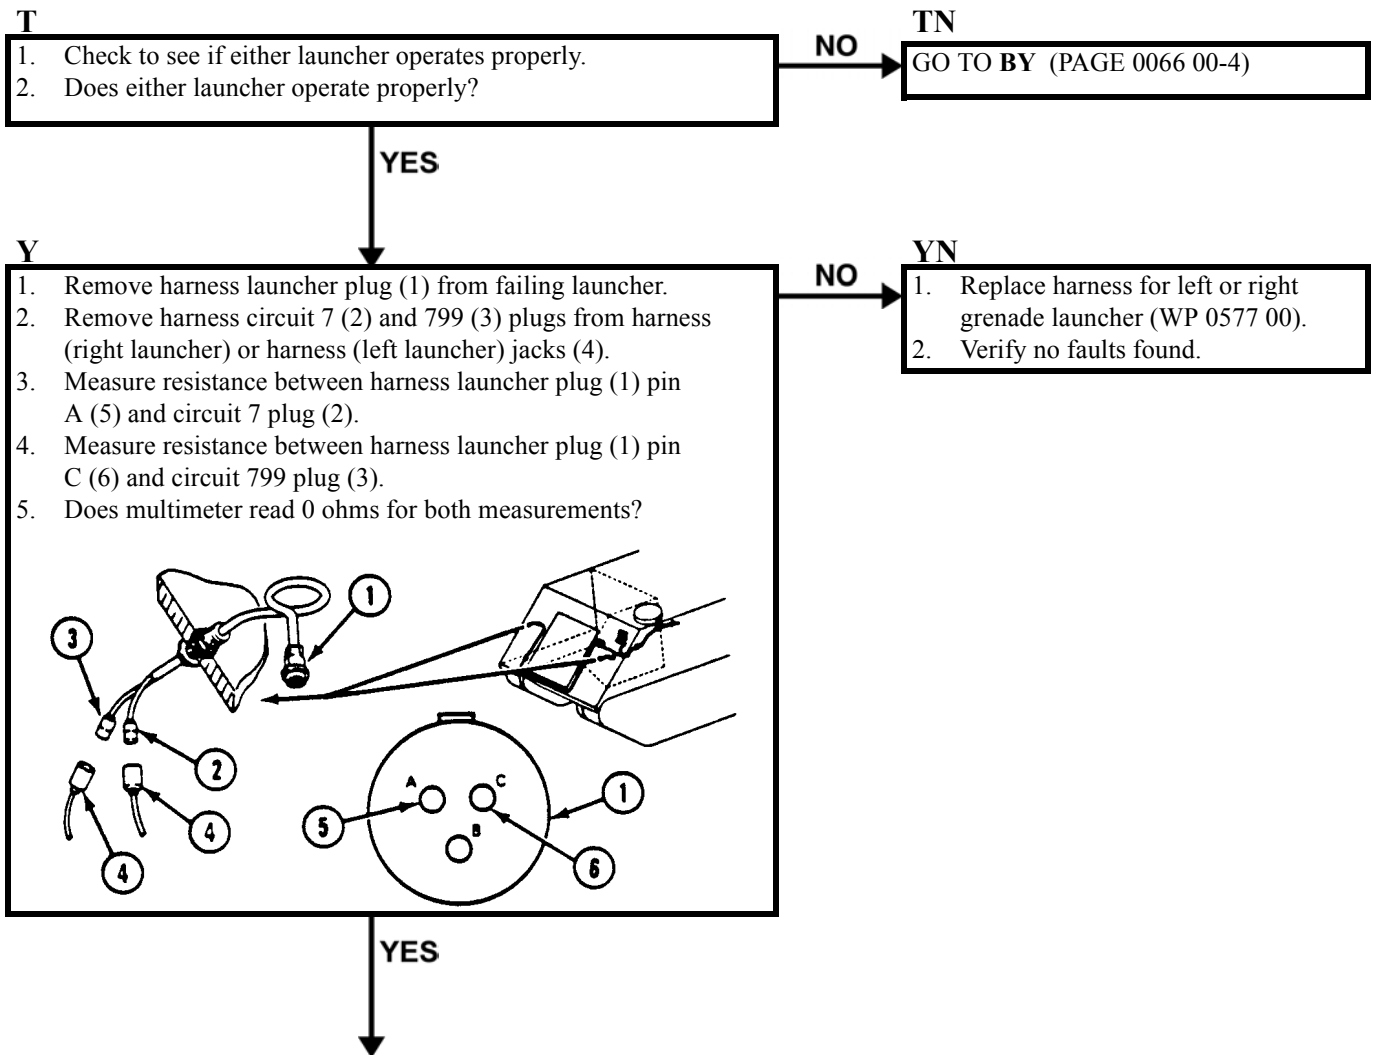 T
1. Check to see if either launcher operates properly.
2. Does either launcher operate properly?
NO
TN
GO TO BY (PAGE 0066 00-4)
YES
Y
1. Remove harness launcher plug (1) from failing launcher.
2. Remove harness circuit 7 (2) and 799 (3) plugs from harness
(right launcher) or harness (left launcher) jacks (4).
3. Measure resistance between harness launcher plug (1) pin
A (5) and circuit 7 plug (2).
4. Measure resistance between harness launcher plug (1) pin
C (6) and circuit 799 plug (3).
5. Does multimeter read 0 ohms for both measurements?
NO
YN
1. Replace harness for left or right
grenade launcher (WP 0577 00).
2. Verify no faults found.
1
3
2
4
4
A
C
B
5
1
6
YES